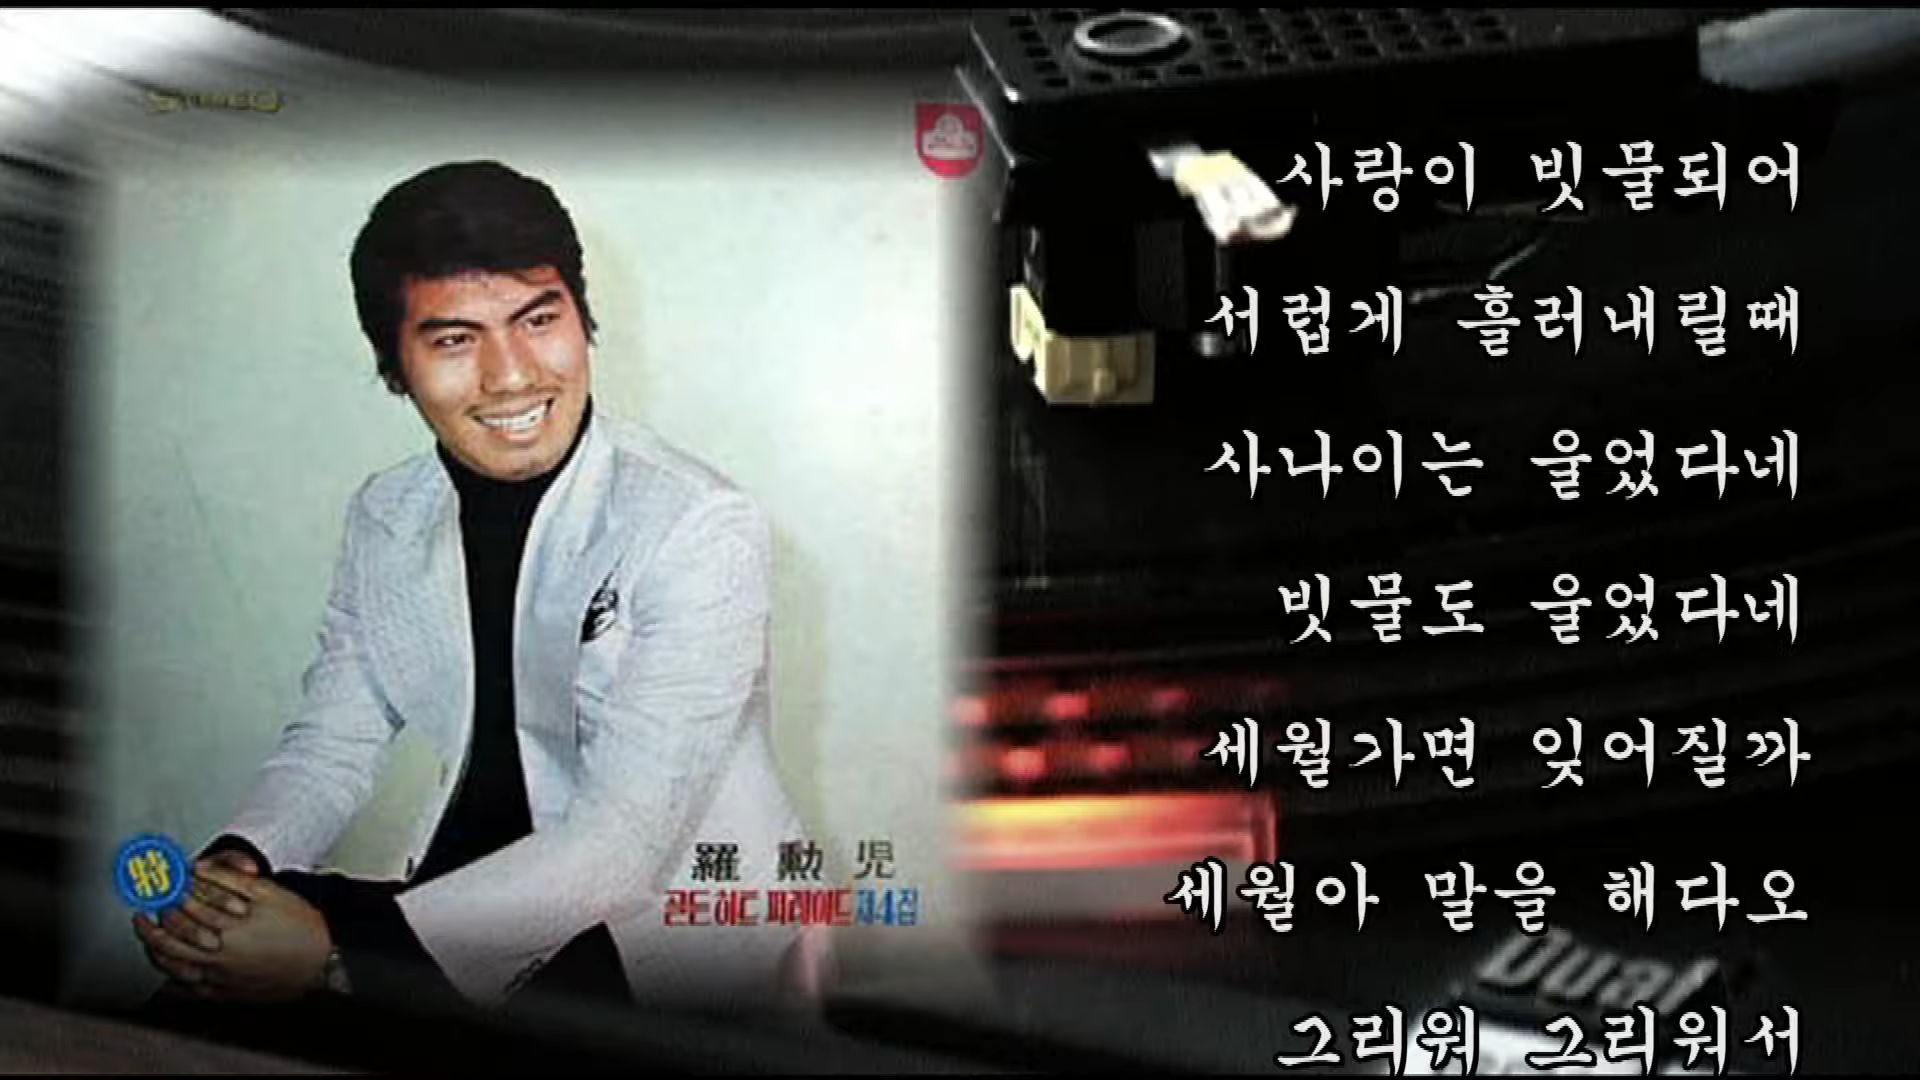 STEREO
사랑이 빗물되어
서럽게 흘러내릴때
사나이는 울었다네
빗물도 울었다네
세월가면 잊어질까
세월아 말을 해다오
그리워 그리워서
特
羅勲児
골든히트 퍼레이드 제4집
Dual